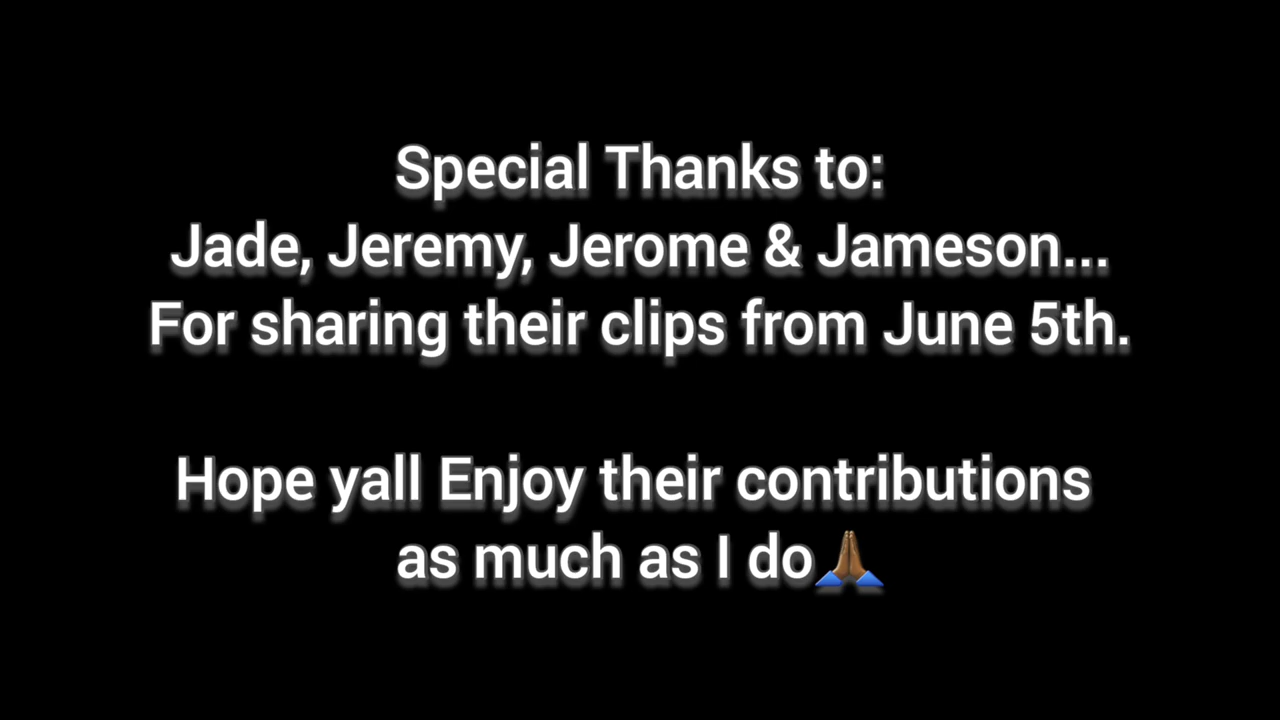 Special Thanks to:
Jade, Jeremy, Jerome & Jameson...
For sharing their clips from June 5th.
Hope yall Enjoy their contributions
as much as I do🙏🏾